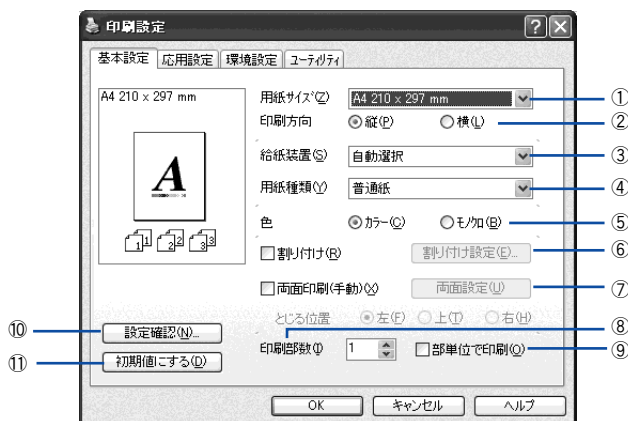 印刷設定
基本設定 応用設定 環境設定 ユーティリティ
A4 210 x 297 mm
A
1 1 2 2 3 3
用紙サイズ(Z) A4 210 x 297 mm ①
印刷方向 縦(P) 横(L) ②
給紙装置(S) 自動選択 ③
用紙種類(Y) 普通紙 ④
色 カラー(C) モノクロ(B) ⑤
割り付け(R) 割り付け設定(E)... ⑥
両面印刷(手動)(X) 両面設定(U) ⑦
とじる位置 左(F) 上(T) 右(H)
⑧
印刷部数(I) 1 部単位で印刷(O) ⑨
⑩ 設定確認(N)...
⑪ 初期値にする(D)
OK キャンセル ヘルプ